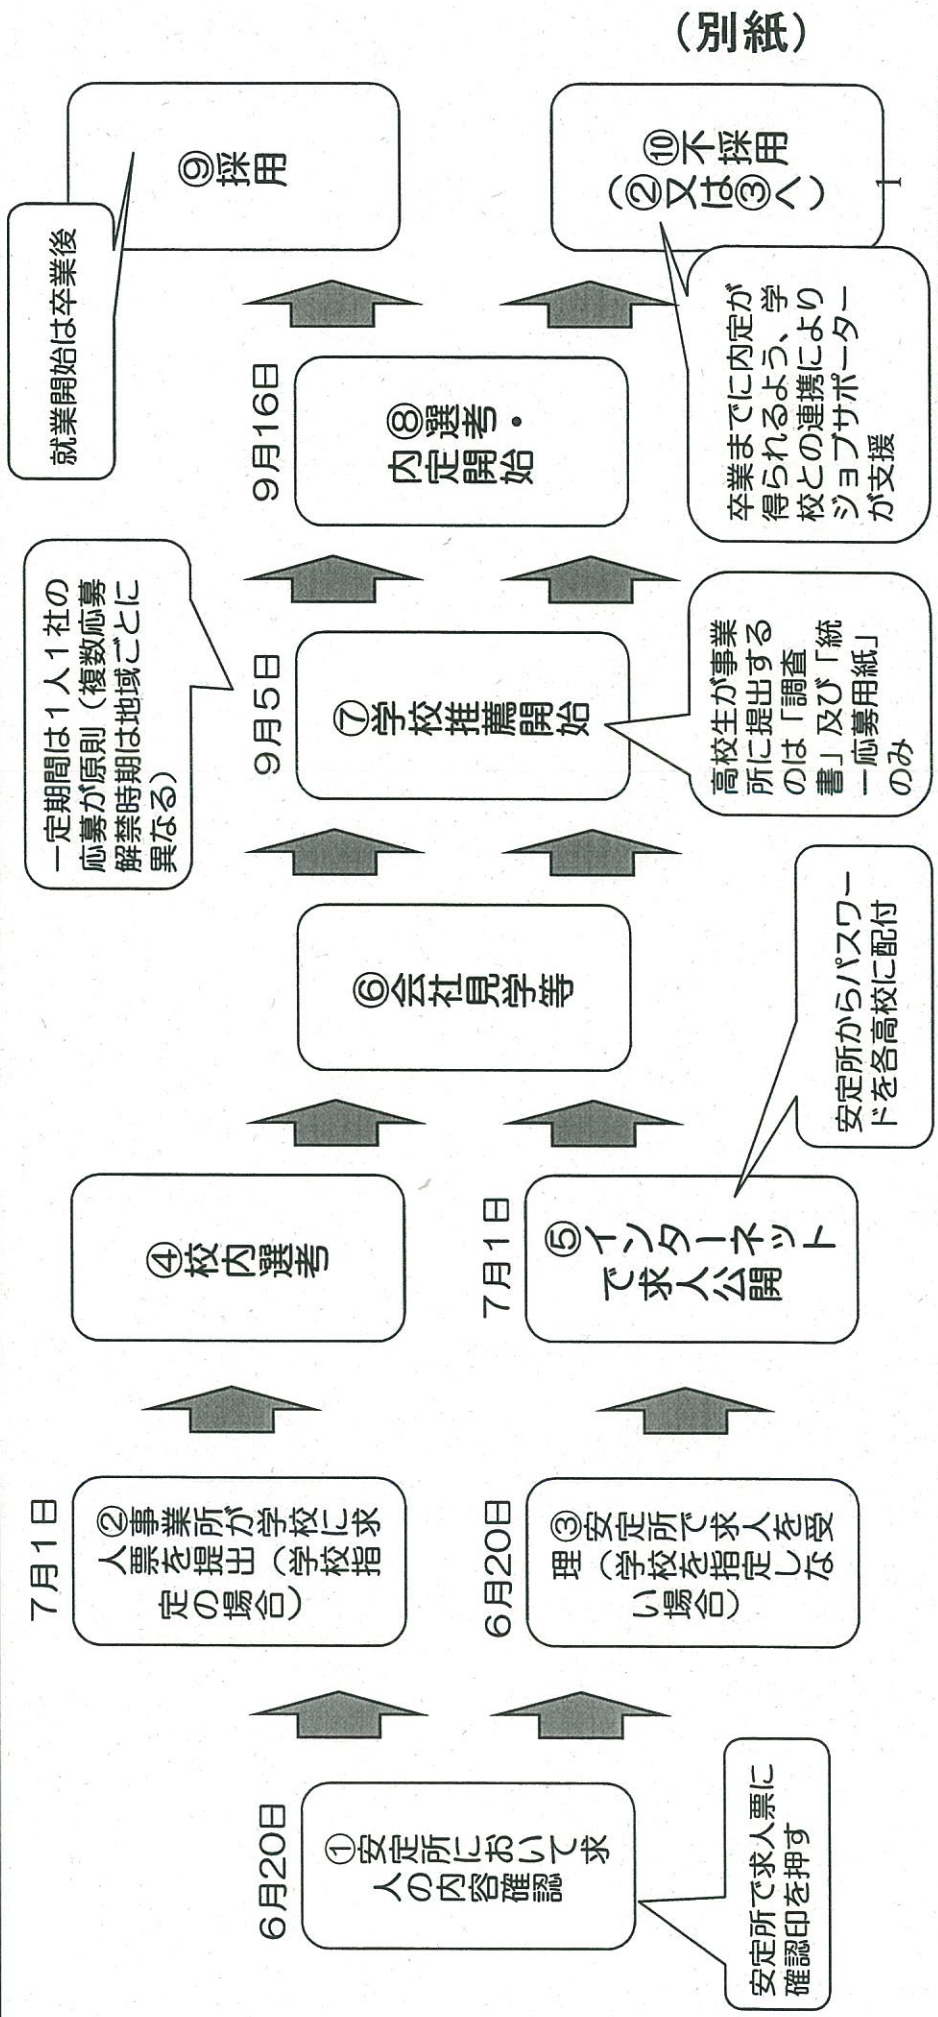 （別紙）
6月20日
①安定所において求
人の内容確認
安定所で求人票に
確認印を押す
7月1日
②事業所が学校に求
人票を提出（学校指
定の場合）
6月20日
③安定所で求人を受
理（学校を指定しな
い場合）
④校内選考
7月1日
⑤インターネット
で求人公開
安定所からパスワー
ドを各高校に配付
⑥会社見学等
一定期間は１人１社の
応募が原則（複数応募
解禁時期は地域ごとに
異なる）
9月5日
⑦学校推薦開始
高校生が事業
所に提出する
のは「調査
書」及び「統
一応募用紙」
のみ
9月16日
⑧選考・
内定開始
就業開始は卒業後
⑨採用
⑩不採用
（②又は③へ）
卒業までに内定が
得られるよう、学
校との連携により
ジョブサポーター
が支援
1